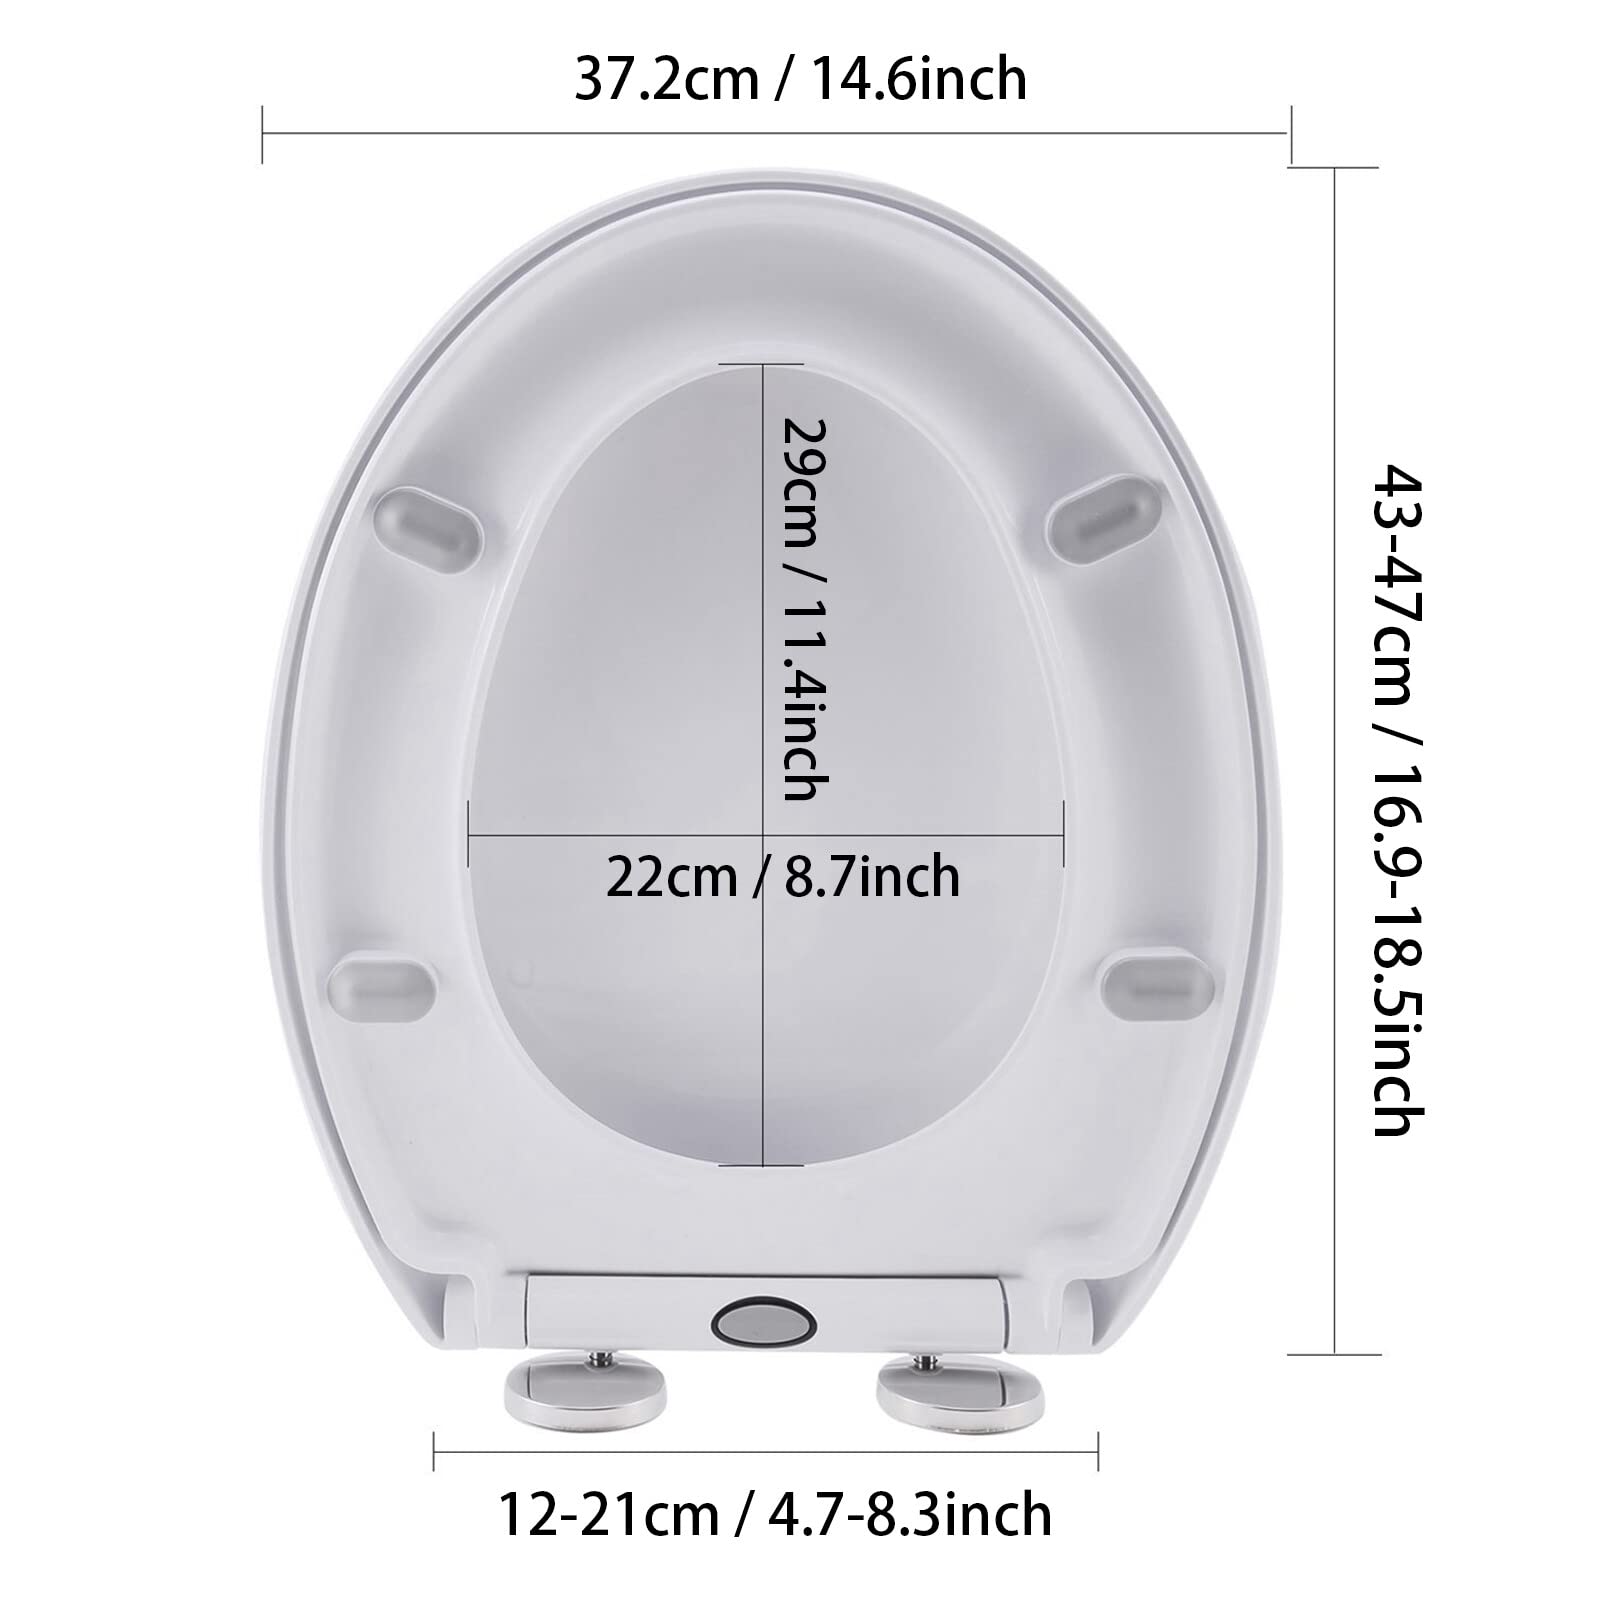 37.2cm / 14.6inch
29cm / 11.4inch
43-47cm / 16.9-18.5inch
22cm / 8.7inch
12-21cm / 4.7-8.3inch